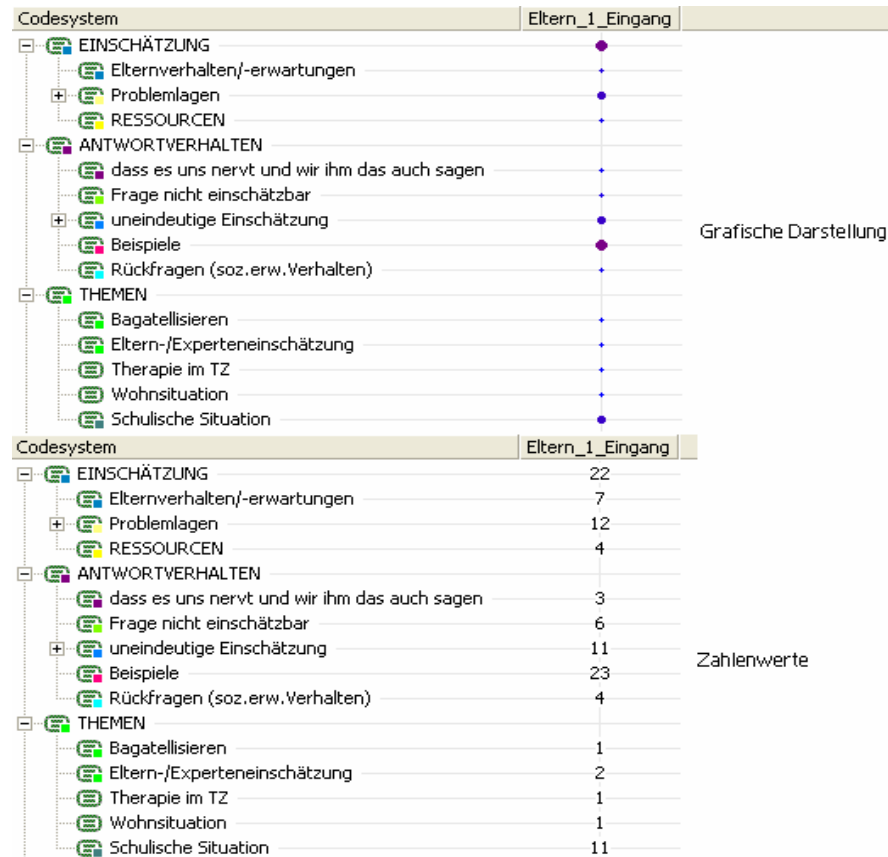 Codesystem Eltern_1_Eingang
EINSCHÄTZUNG
Elternverhalten/-erwartungen
Problemlagen
RESSOURCEN
ANTWORTVERHALTEN
dass es uns nervt und wir ihm das auch sagen
Frage nicht einschätzbar
uneindeutige Einschätzung
Grafische Darstellung
Beispiele
Rückfragen (soz.erw.Verhalten)
THEMEN
Bagatellisieren
Eltern-/Experteneinschätzung
Therapie im TZ
Wohnsituation
Schulische Situation
Codesystem Eltern_1_Eingang
EINSCHÄTZUNG 22
Elternverhalten/-erwartungen 7
Problemlagen 12
RESSOURCEN 4
ANTWORTVERHALTEN
dass es uns nervt und wir ihm das auch sagen 3
Frage nicht einschätzbar 6
uneindeutige Einschätzung 11
Zahlenwerte
Beispiele 23
Rückfragen (soz.erw.Verhalten) 4
THEMEN
Bagatellisieren 1
Eltern-/Experteneinschätzung 2
Therapie im TZ 1
Wohnsituation 1
Schulische Situation 11